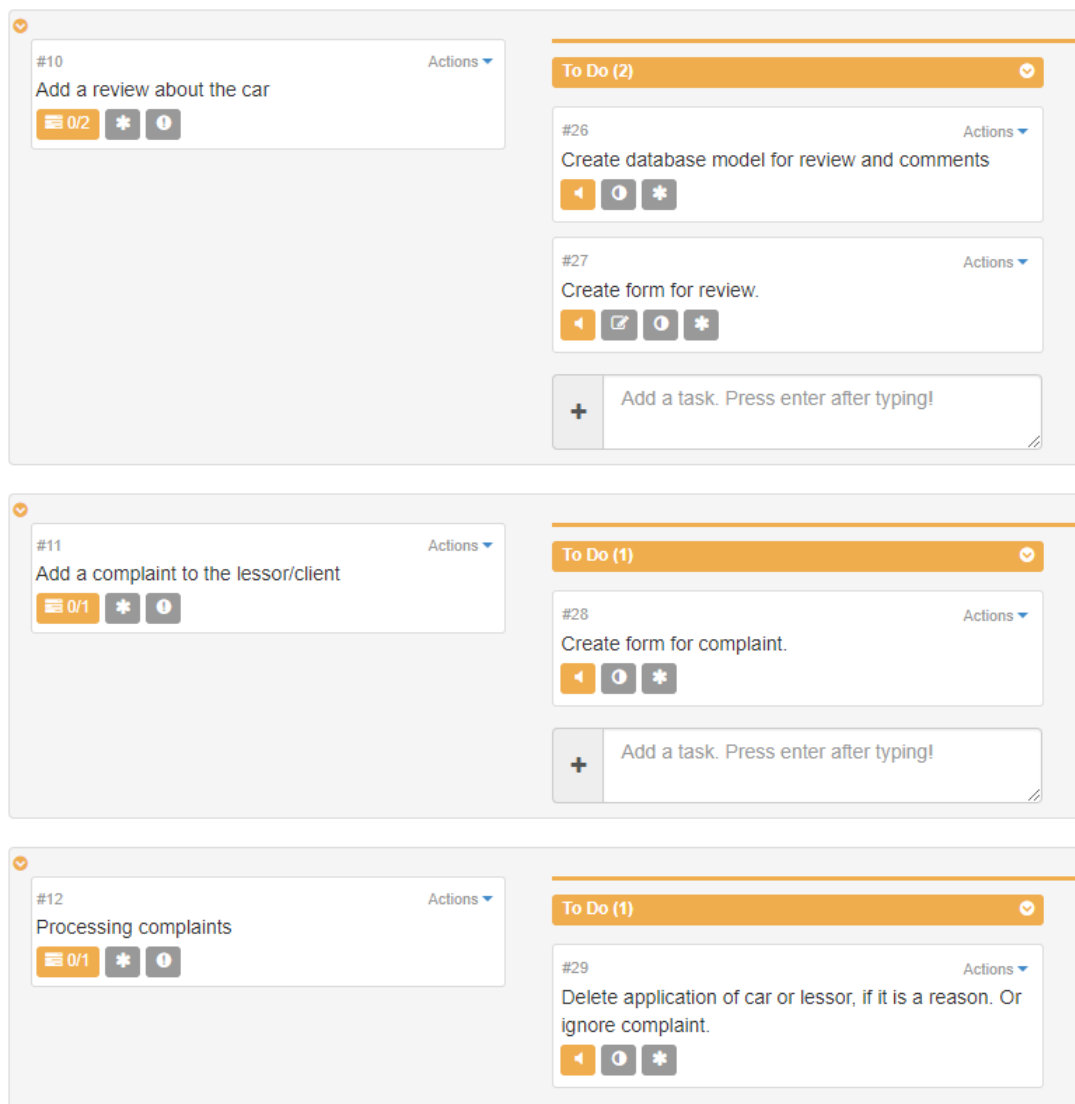 #10 Actions
Add a review about the car
0/2
To Do (2)
#26 Actions
Create database model for review and comments
#27 Actions
Create form for review.
Add a task. Press enter after typing!
#11 Actions
Add a complaint to the lessor/client
0/1
To Do (1)
#28 Actions
Create form for complaint.
Add a task. Press enter after typing!
#12 Actions
Processing complaints
0/1
To Do (1)
#29 Actions
Delete application of car or lessor, if it is a reason. Or
ignore complaint.